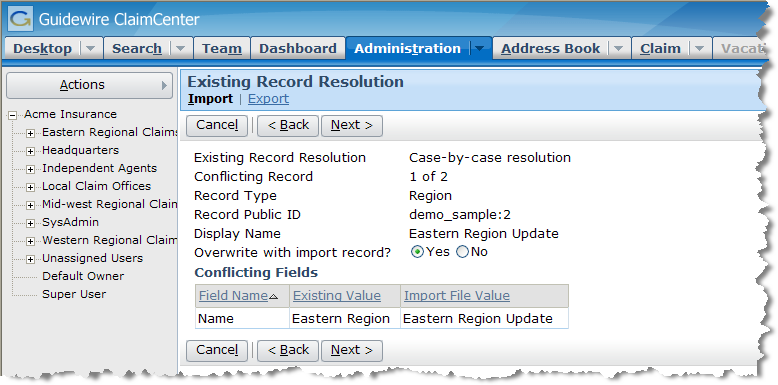 Guidewire ClaimCenter
Desktop Search Team Dashboard Administration Address Book Claim Vacati
Actions
Acme Insurance
Eastern Regional Claims
Headquarters
Independent Agents
Local Claim Offices
Mid-west Regional Claim
SysAdmin
Western Regional Claim
Unassigned Users
Default Owner
Super User
Existing Record Resolution
Import | Export
Cancel < Back Next >
Existing Record Resolution Case-by-case resolution
Conflicting Record 1 of 2
Record Type Region
Record Public ID demo_sample:2
Display Name Eastern Region Update
Overwrite with import record? Yes No
Conflicting Fields
Field Name Existing Value Import File Value
Name Eastern Region Eastern Region Update
Cancel < Back Next >